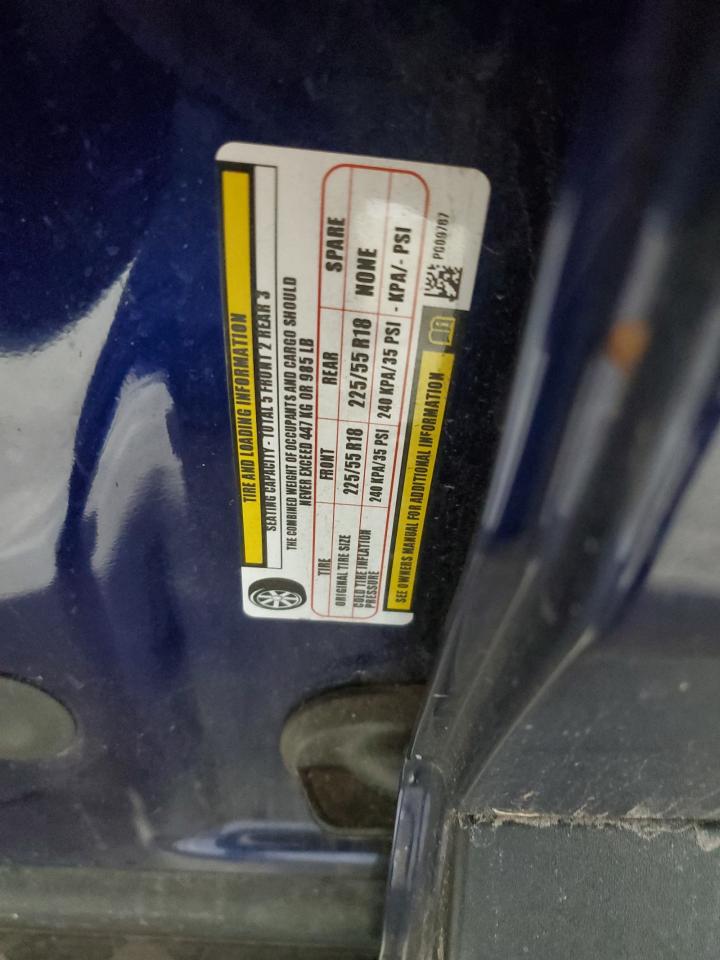 TIRE AND LOADING INFORMATION
SEATING CAPACITY - TOTAL 5 FRONT 2 REAR 3
THE COMBINED WEIGHT OF OCCUPANTS AND CARGO SHOULD
NEVER EXCEED 447 KG OR 985 LB
TIRE FRONT REAR SPARE
ORIGINAL TIRE SIZE 225/55 R18 225/55 R18 NONE
COLD TIRE INFLATION
PRESSURE 240 KPA/35 PSI 240 KPA/35 PSI - KPA/- PSI
SEE OWNERS MANUAL FOR ADDITIONAL INFORMATION
P000787